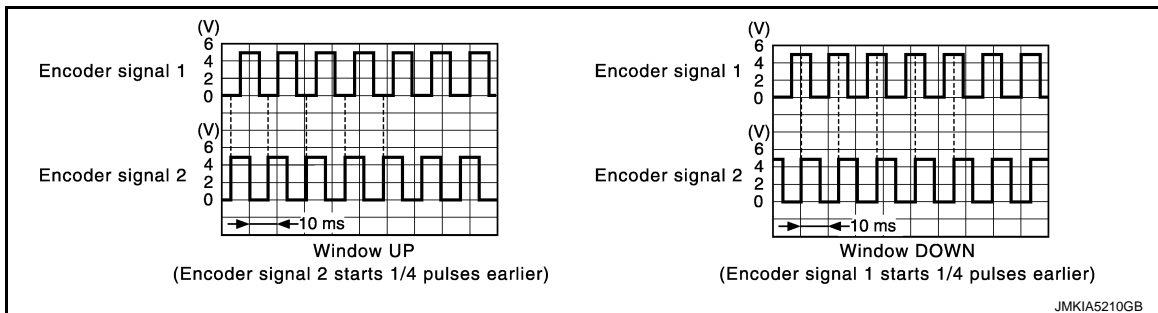 (V)
6
4
2
0
Encoder signal 1
(V)
6
4
2
0
Encoder signal 2
10 ms
Window UP
(Encoder signal 2 starts 1/4 pulses earlier)
(V)
6
4
2
0
Encoder signal 1
(V)
6
4
2
0
Encoder signal 2
10 ms
Window DOWN
(Encoder signal 1 starts 1/4 pulses earlier)
JMKIA5210GB